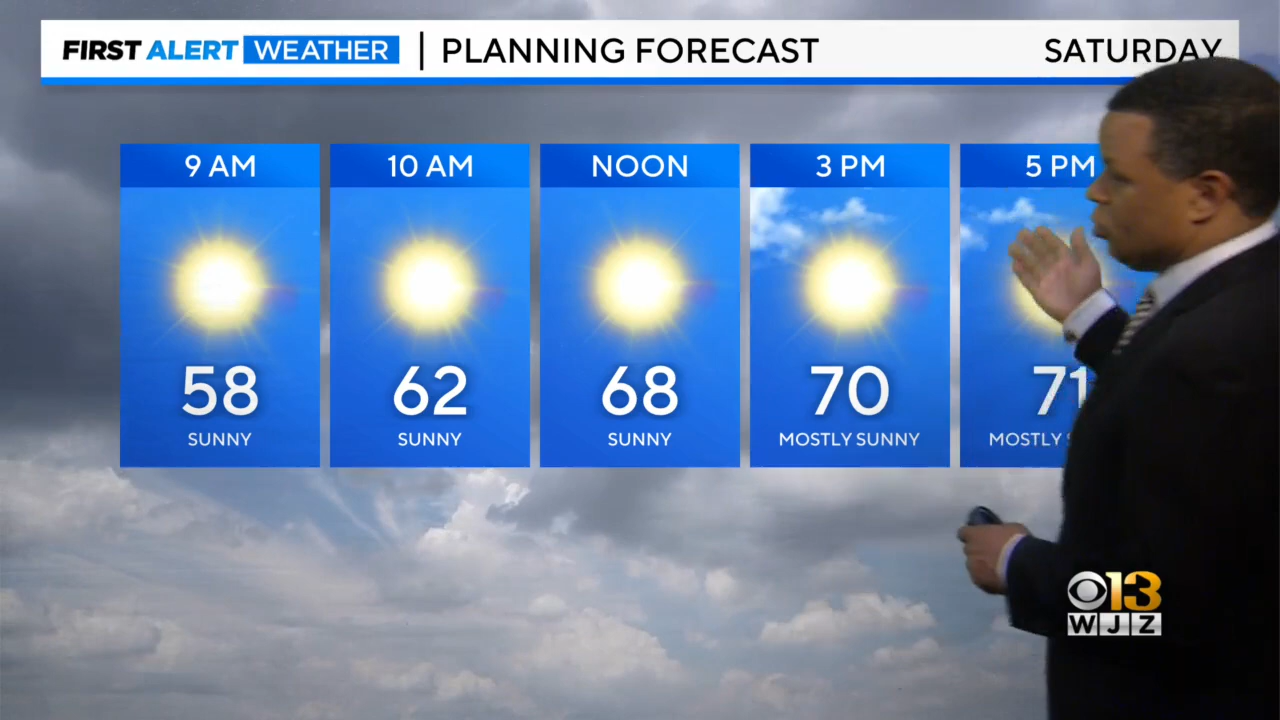 FIRST ALERT WEATHER | PLANNING FORECAST SATURDAY
9 AM 10 AM NOON 3 PM 5 PM
58 62 68 70 71
SUNNY SUNNY SUNNY MOSTLY SUNNY MOSTLY
13
WJZ